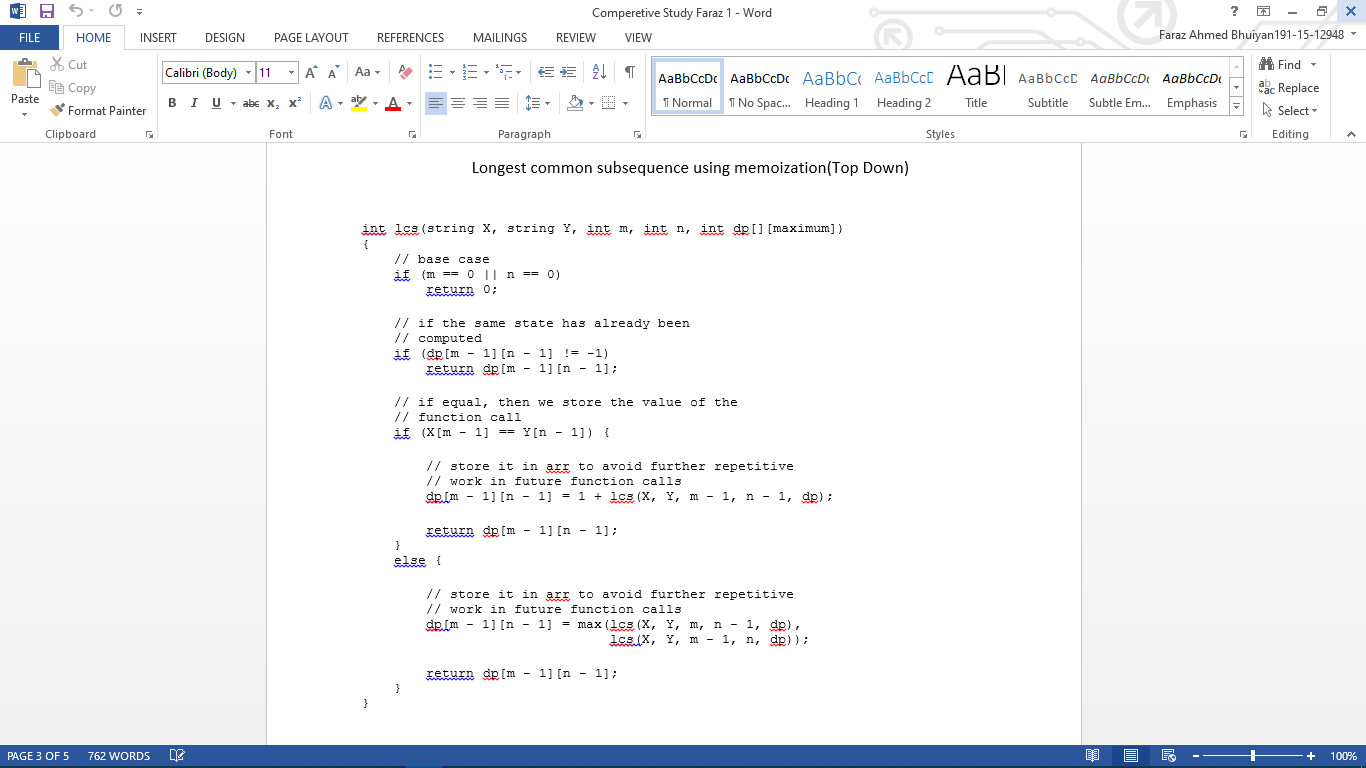 Comperetive Study Faraz 1 - Word
FILE HOME INSERT DESIGN PAGE LAYOUT REFERENCES MAILINGS REVIEW VIEW Faraz Ahmed Bhuiyan191-15-12948
Paste
Cut
Copy
Format Painter
Clipboard
Calibri (Body) 11
B I U abc x₂ x²
Font
Paragraph
AaBbCcDc AaBbCcDc AaBbCc AaBbCcD AaB AaBbCcD AaBbCcDc AaBbCcDc
¶ Normal ¶ No Spac... Heading 1 Heading 2 Title Subtitle Subtle Em... Emphasis
Styles
Find
Replace
Select
Editing
Longest common subsequence using memoization(Top Down)
int lcs(string X, string Y, int m, int n, int dp[][maximum])
{
// base case
if (m == 0 || n == 0)
return 0;
// if the same state has already been
// computed
if (dp[m - 1][n - 1] != -1)
return dp[m - 1][n - 1];
// if equal, then we store the value of the
// function call
if (X[m - 1] == Y[n - 1]) {
// store it in arr to avoid further repetitive
// work in future function calls
dp[m - 1][n - 1] = 1 + lcs(X, Y, m - 1, n - 1, dp);
return dp[m - 1][n - 1];
}
else {
// store it in arr to avoid further repetitive
// work in future function calls
dp[m - 1][n - 1] = max(lcs(X, Y, m, n - 1, dp),
lcs(X, Y, m - 1, n, dp));
return dp[m - 1][n - 1];
}
}
PAGE 3 OF 5 762 WORDS 100%